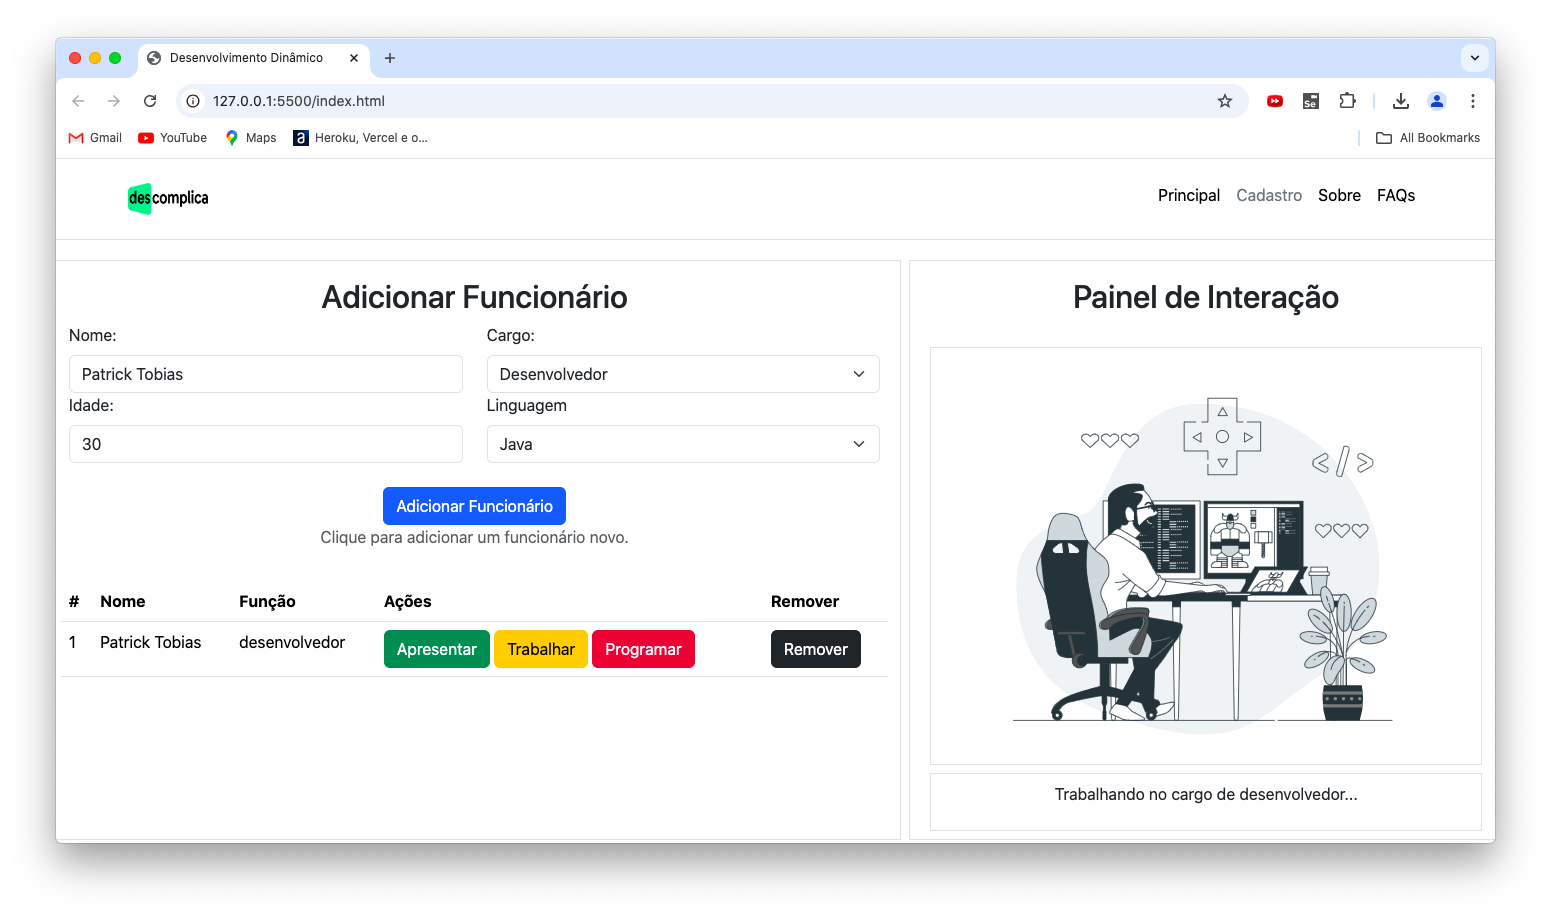 Desenvolvimento Dinâmico
127.0.0.1:5500/index.html
Se
Gmail YouTube Maps a Heroku, Vercel e o... All Bookmarks
descomplica Principal Cadastro Sobre FAQs
Adicionar Funcionário
Nome: Cargo:
Patrick Tobias Desenvolvedor
Idade: Linguagem
30 Java
Adicionar Funcionário
Clique para adicionar um funcionário novo.
# Nome Função Ações Remover
1 Patrick Tobias desenvolvedor Apresentar Trabalhar Programar Remover
Painel de Interação
</>
Trabalhando no cargo de desenvolvedor...